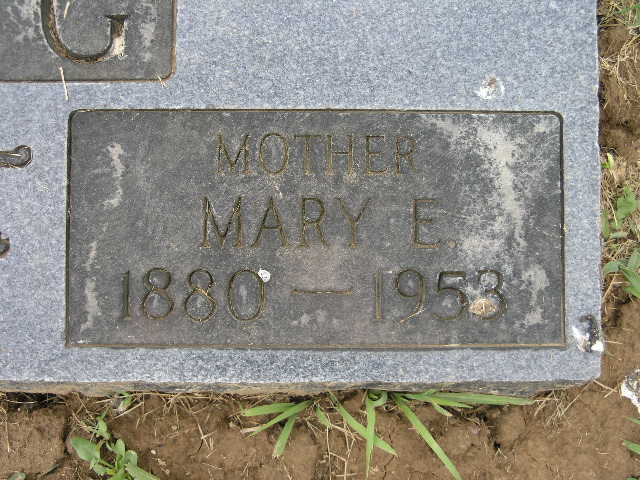 G
MOTHER
MARY E.
1880 — 1953